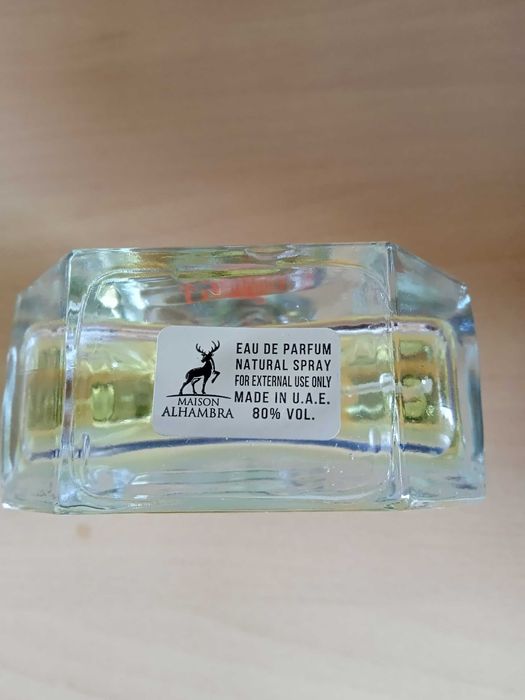 MAISON
ALHAMBRA
EAU DE PARFUM
NATURAL SPRAY
FOR EXTERNAL USE ONLY
MADE IN U.A.E.
80% VOL.